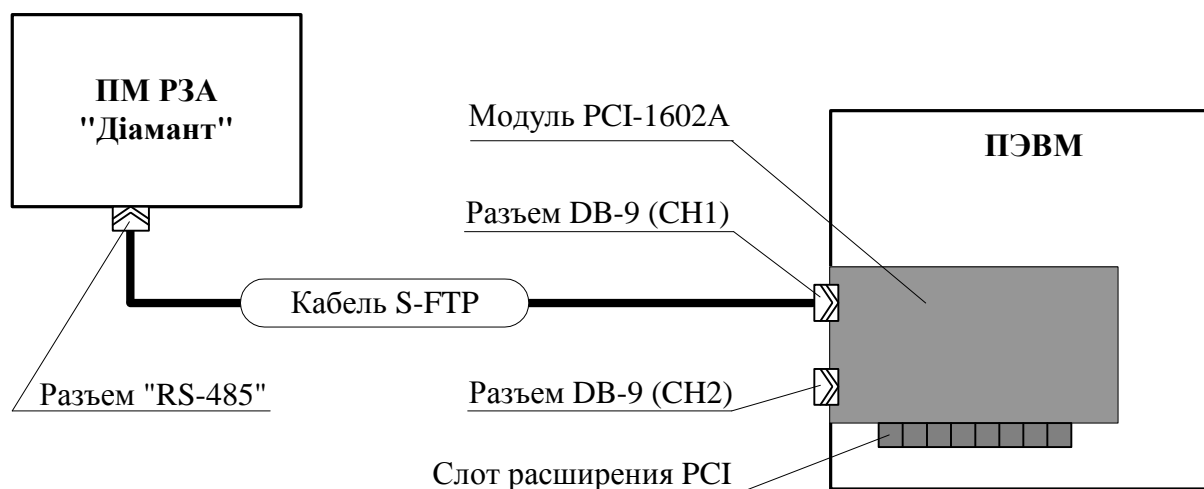 ПМ РЗА
"Діамант"
Модуль PCI-1602А
ПЭВМ
Разъем DB-9 (CH1)
Кабель S-FTP
Разъем "RS-485"
Разъем DB-9 (CH2)
Слот расширения PCI